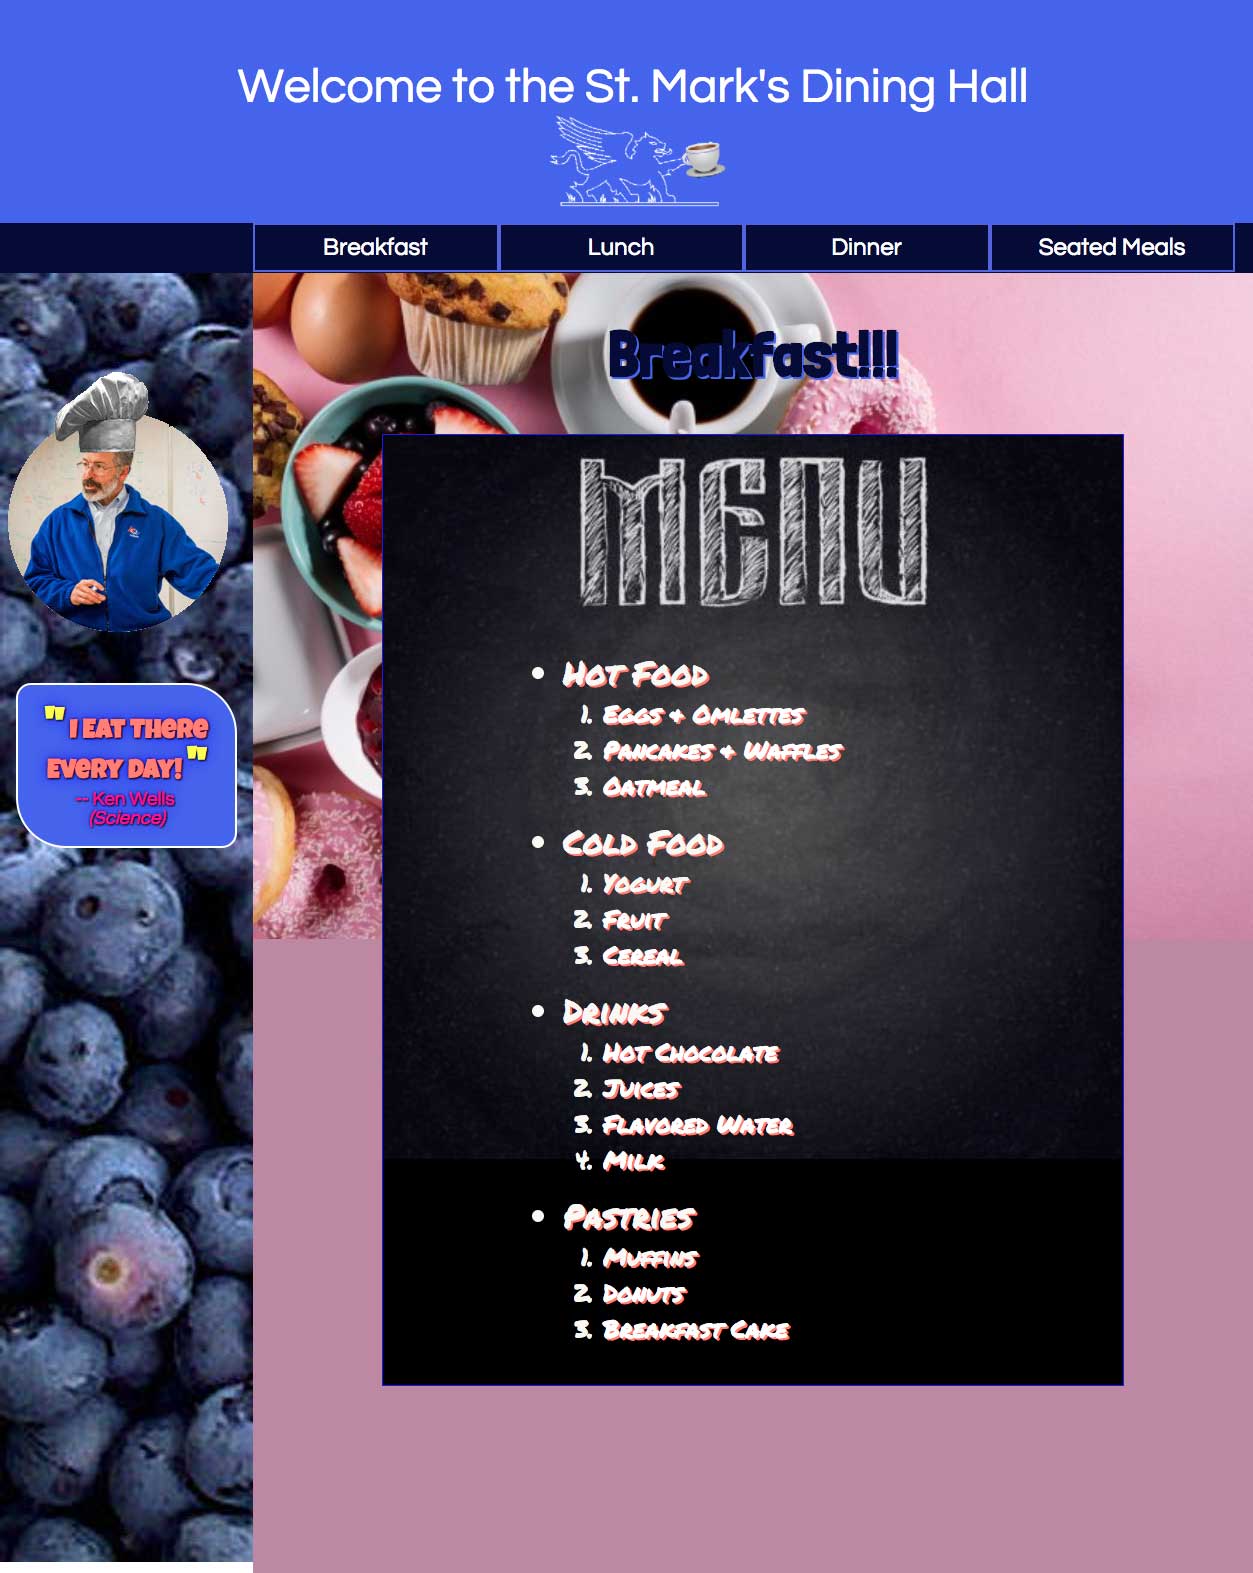 Welcome to the St. Mark's Dining Hall
Breakfast
Lunch
Dinner
Seated Meals
Breakfast!!!
"I Eat there
Every day!"
-- Ken Wells
(Science)
MENU
• Hot Food
1. Eggs & Omlettes
2. Pancakes & Waffles
3. Oatmeal
• Cold Food
1. Yogurt
2. Fruit
3. Cereal
• Drinks
1. Hot Chocolate
2. Juices
3. Flavored Water
4. Milk
• Pastries
1. Muffins
2. Donuts
3. Breakfast Cake